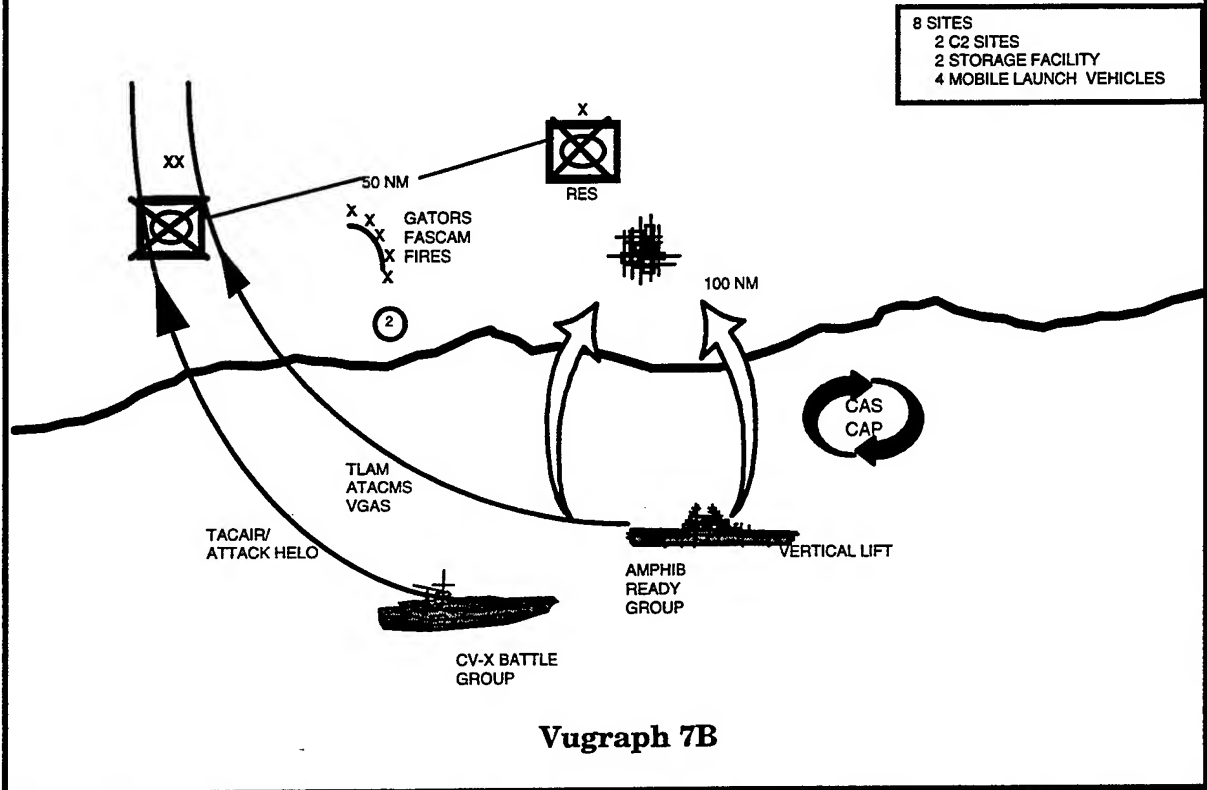 8 SITES
2 C2 SITES
2 STORAGE FACILITY
4 MOBILE LAUNCH VEHICLES
X
XX
50 NM
RES
X
X
X
X
X
GATORS
FASCAM
FIRES
100 NM
2
CAS
CAP
TLAM
ATACMS
VGAS
TACAIR/
ATTACK HELO
VERTICAL LIFT
AMPHIB
READY
GROUP
CV-X BATTLE
GROUP
Vugraph 7B